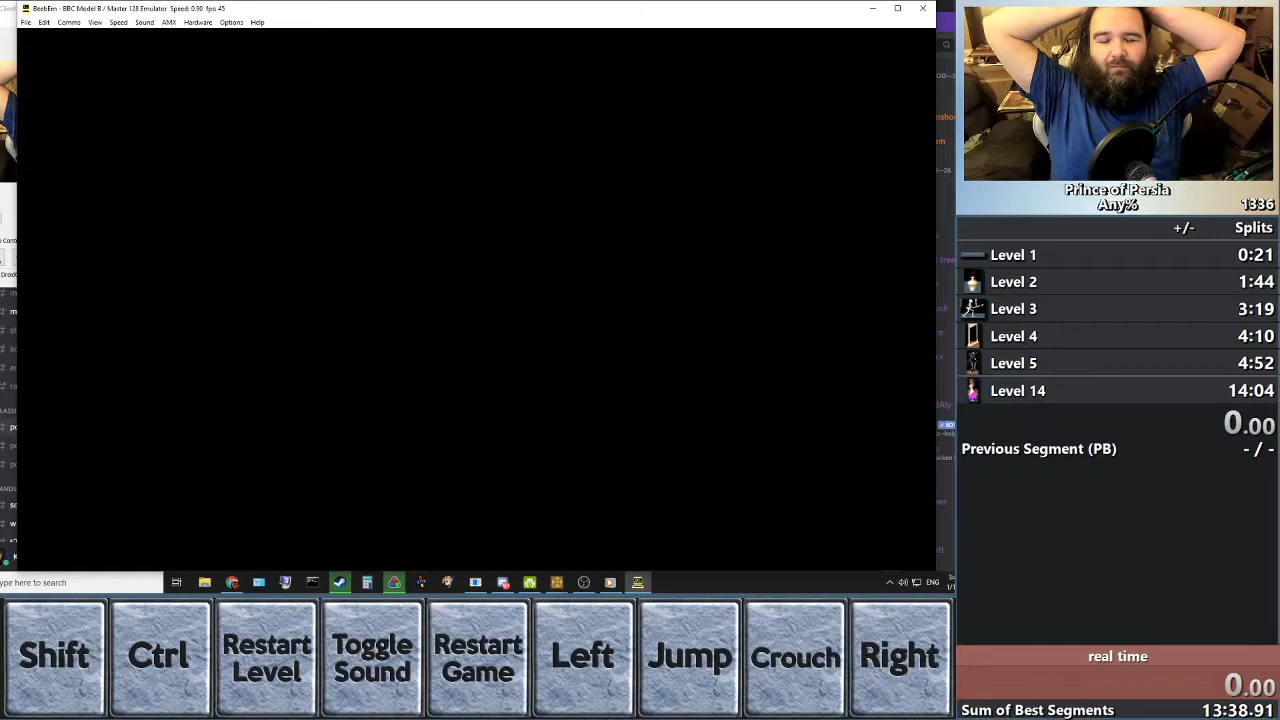 BeebEm - BBC Model B / Master 128 Emulator Speed: 0.90 fps: 45
File Edit Comms View Speed Sound AMX Hardware Options Help
Prince of Persia
Any% 1336
+/- Splits
Level 1 0:21
Level 2 1:44
Level 3 3:19
Level 4 4:10
Level 5 4:52
Level 14 14:04
0.00
Previous Segment (PB) - / -
ype here to search
ENG
Shift
Ctrl
Restart Level
Toggle Sound
Restart Game
Left
Jump
Crouch
Right
real time
0.00
Sum of Best Segments 13:38.91